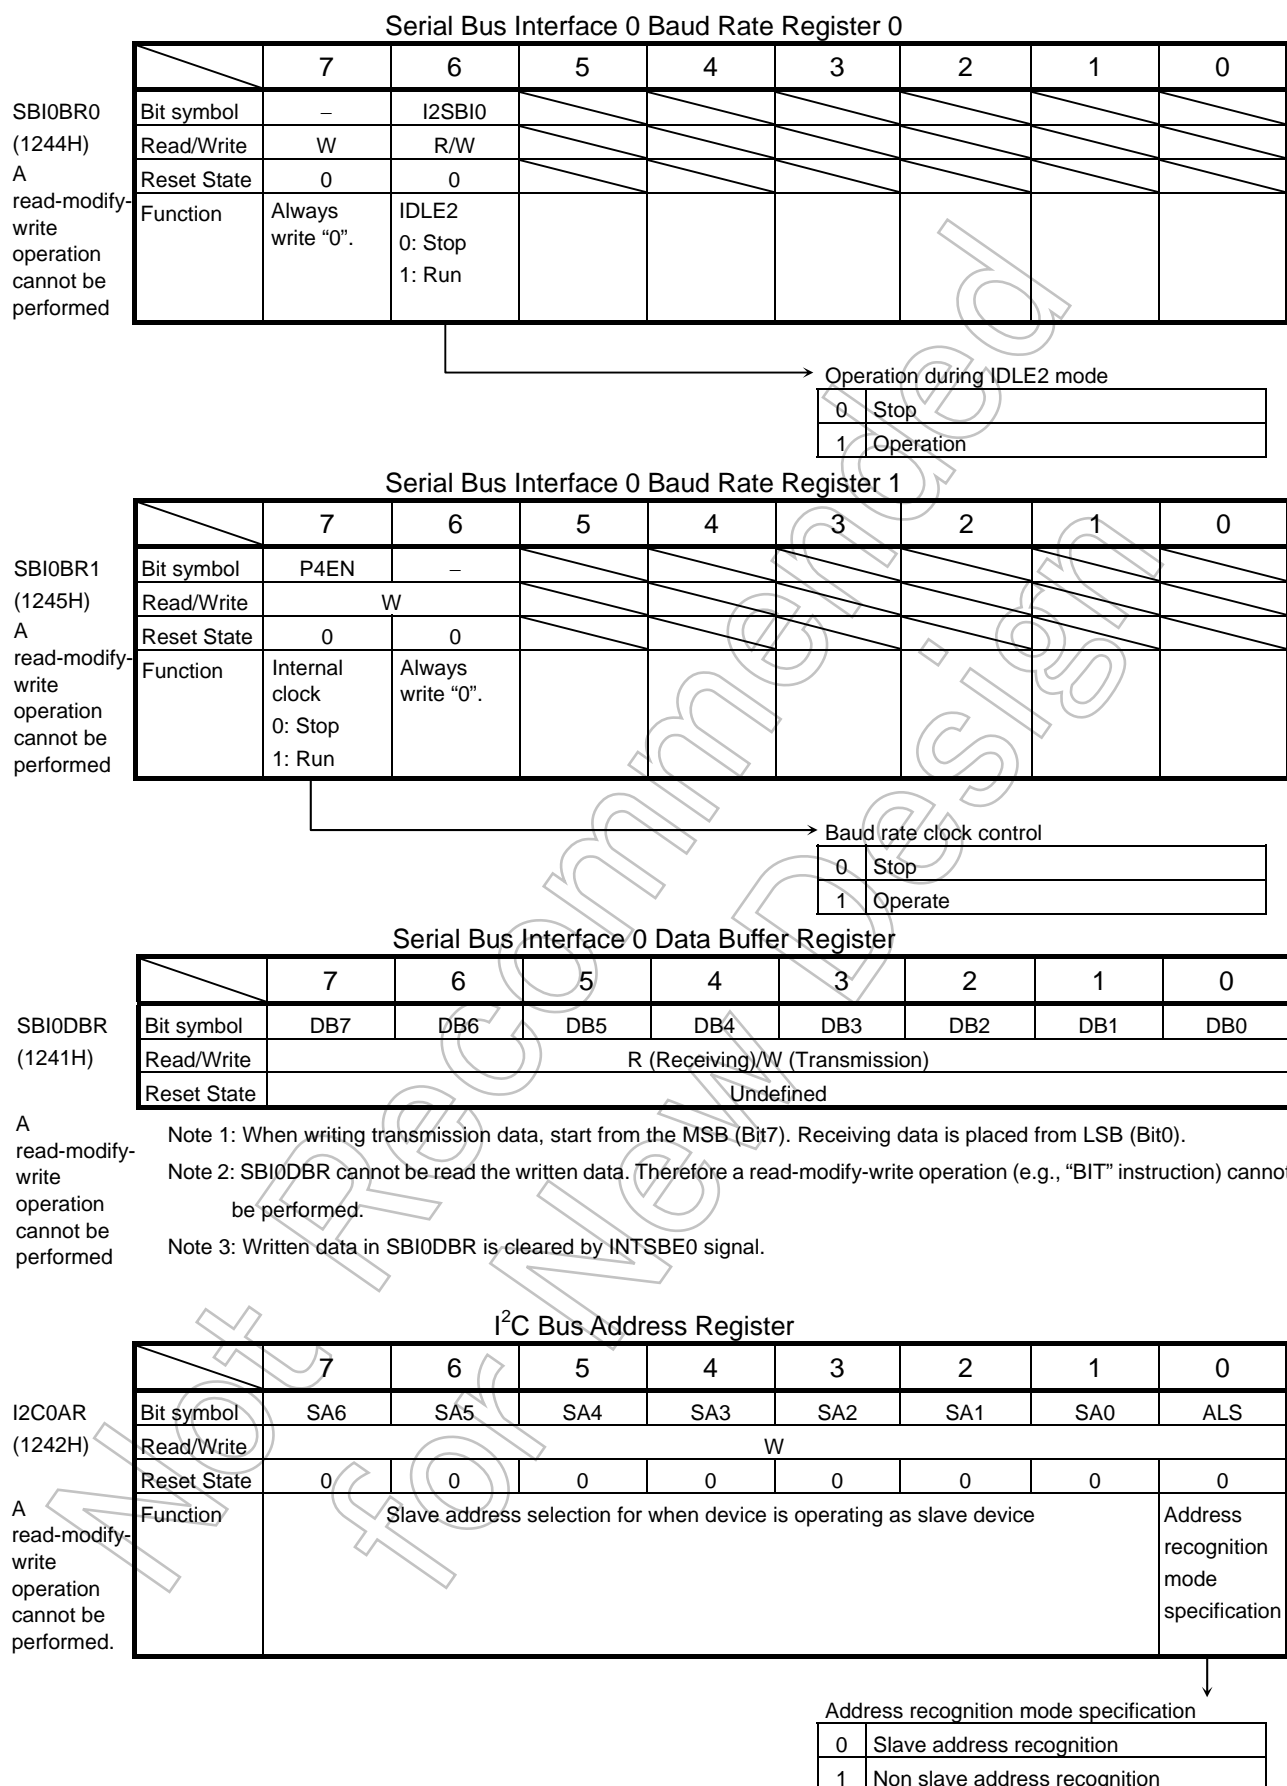 Serial Bus Interface 0 Baud Rate Register 0
7 6 5 4 3 2 1 0
SBI0BR0 Bit symbol – I2SBI0
(1244H) Read/Write W R/W
Reset State 0 0
A
read-modify-
write
operation
cannot be
performed
Function Always IDLE2
write “0”. 0: Stop
1: Run
Operation during IDLE2 mode
0 Stop
1 Operation
Serial Bus Interface 0 Baud Rate Register 1
7 6 5 4 3 2 1 0
SBI0BR1 Bit symbol P4EN –
(1245H) Read/Write W
Reset State 0 0
A
read-modify-
write
operation
cannot be
performed
Function Internal Always
clock write “0”.
0: Stop
1: Run
Baud rate clock control
0 Stop
1 Operate
Serial Bus Interface 0 Data Buffer Register
7 6 5 4 3 2 1 0
SBI0DBR Bit symbol DB7 DB6 DB5 DB4 DB3 DB2 DB1 DB0
(1241H) Read/Write R (Receiving)/W (Transmission)
Reset State Undefined
A
read-modify-
write
operation
cannot be
performed
Note 1: When writing transmission data, start from the MSB (Bit7). Receiving data is placed from LSB (Bit0).
Note 2: SBI0DBR cannot be read the written data. Therefore a read-modify-write operation (e.g., “BIT” instruction) cannot
be performed.
Note 3: Written data in SBI0DBR is cleared by INTSBE0 signal.
I2C Bus Address Register
7 6 5 4 3 2 1 0
I2C0AR Bit symbol SA6 SA5 SA4 SA3 SA2 SA1 SA0 ALS
(1242H) Read/Write W
Reset State 0 0 0 0 0 0 0 0
A
read-modify-
write
operation
cannot be
performed.
Function Slave address selection for when device is operating as slave device Address
recognition
mode
specification
Address recognition mode specification
0 Slave address recognition
1 Non slave address recognition
Not Recommended
for New Design